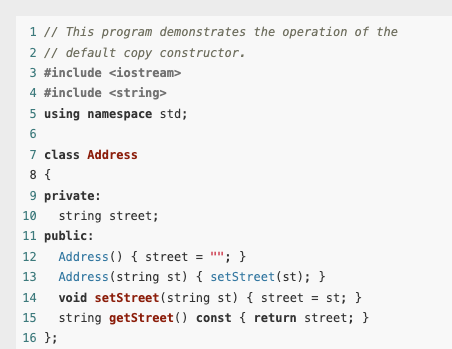 1 // This program demonstrates the operation of the
2 // default copy constructor.
3 #include <iostream>
4 #include <string>
5 using namespace std;
6
7 class Address
8 {
9 private:
10   string street;
11 public:
12   Address() { street = ""; }
13   Address(string st) { setStreet(st); }
14   void setStreet(string st) { street = st; }
15   string getStreet() const { return street; }
16 };